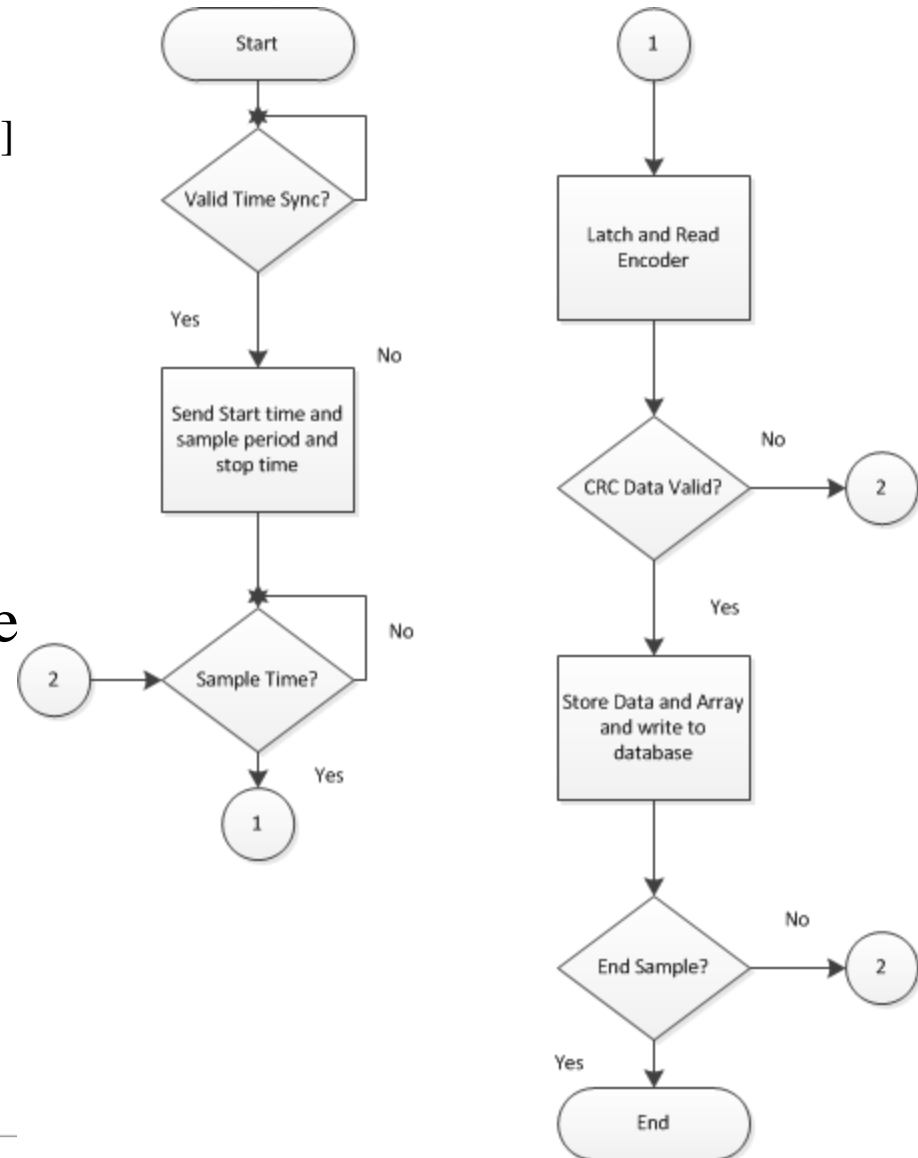 ]
e
Start
Valid Time Sync?
Yes
No
Send Start time and
sample period and
stop time
No
2
Sample Time?
Yes
1
1
Latch and Read
Encoder
No
CRC Data Valid?
2
Yes
Store Data and Array
and write to
database
No
End Sample?
2
Yes
End